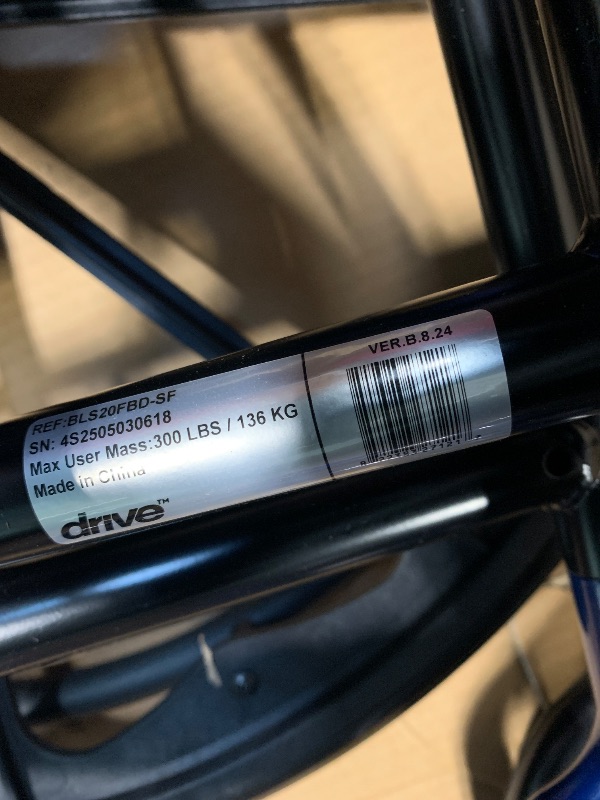 REF:BLS20FBD-SF
SN: 4S2505030618
Max User Mass:300 LBS / 136 KG
Made in China
drive™
VER.B.8.24